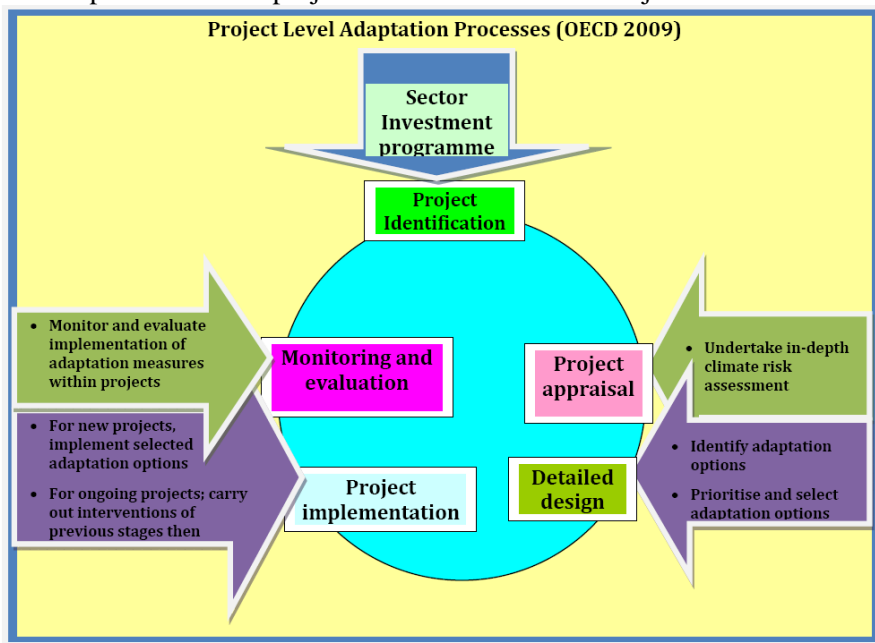 Project Level Adaptation Processes (OECD 2009)
Sector
Investment
programme
Project
Identification
• Monitor and evaluate
implementation of
adaptation measures
within projects
Monitoring and
evaluation
Project
appraisal
• Undertake in-depth
climate risk
assessment
• For new projects,
implement selected
adaptation options
• For ongoing projects; carry
out interventions of
previous stages then
Project
implementation
Detailed
design
• Identify adaptation
options
• Prioritise and select
adaptation options